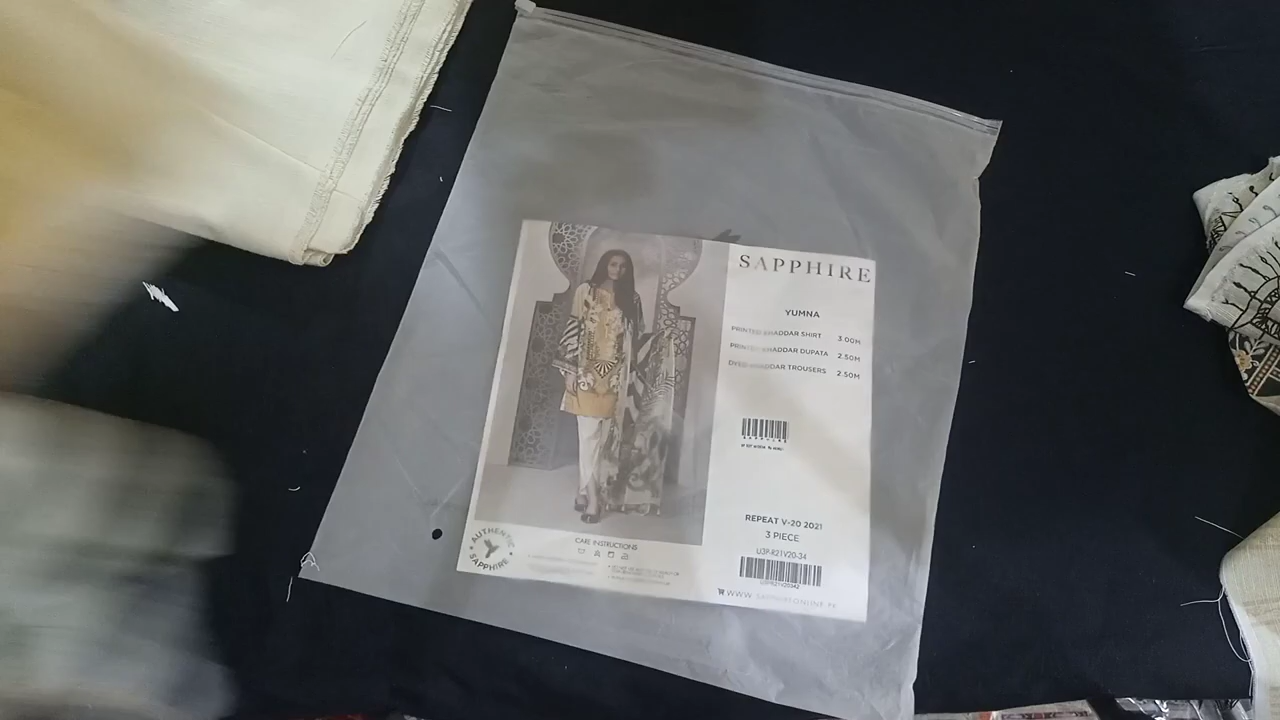 SAPPHIRE
YUMNA
PRINTED KHADDAR SHIRT 3.00M
PRINTED KHADDAR DUPATA 2.50M
DYED KHADDAR TROUSERS 2.50M
SAPPHIRE
REPEAT V-20 2021
3 PIECE
U3P-R21V20-34
CARE INSTRUCTIONS
AUTHENTIC
SAPPHIRE
WWW.SAPPHIREONLINE.PK